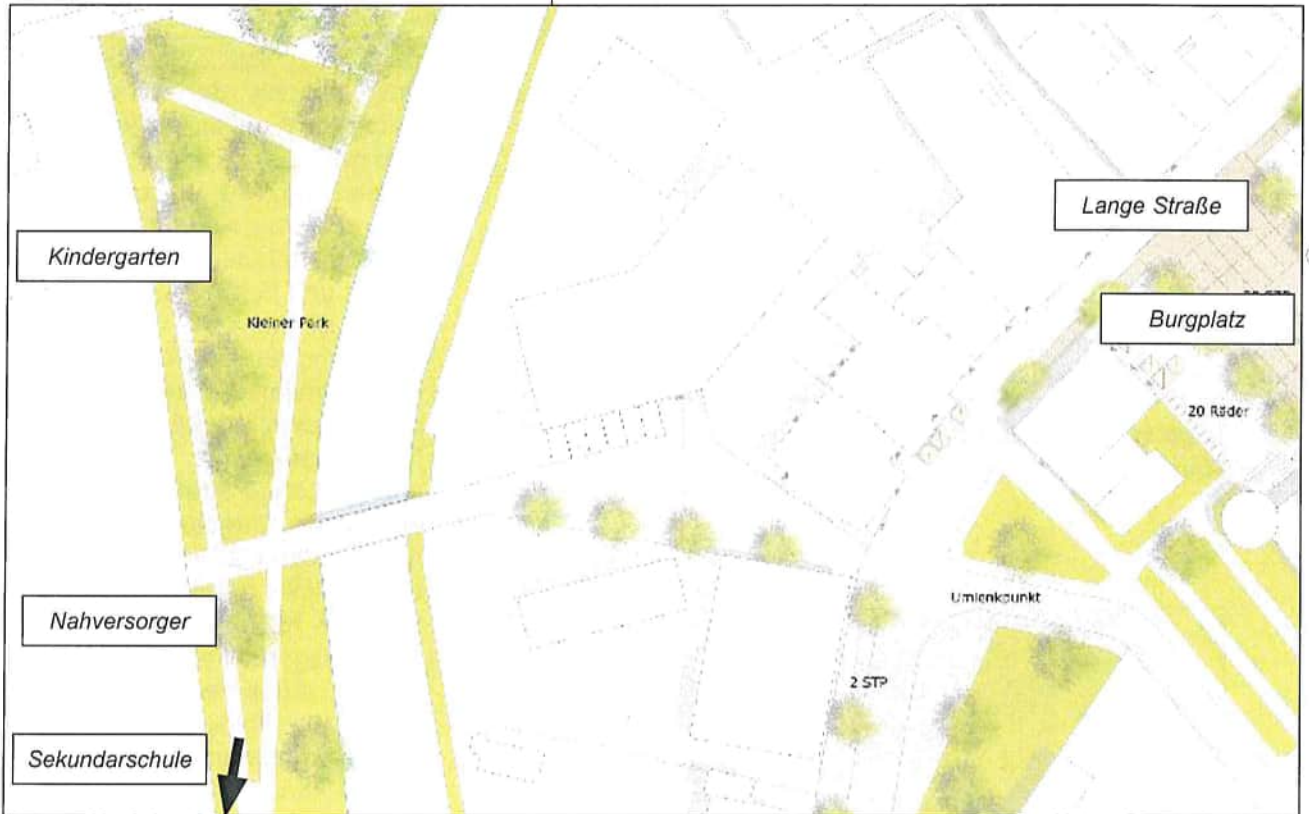 Lange Straße
Kindergarten
Burgplatz
Kleiner Park
20 Räder
Umlenkpunkt
Nahversorger
2 STP
Sekundarschule